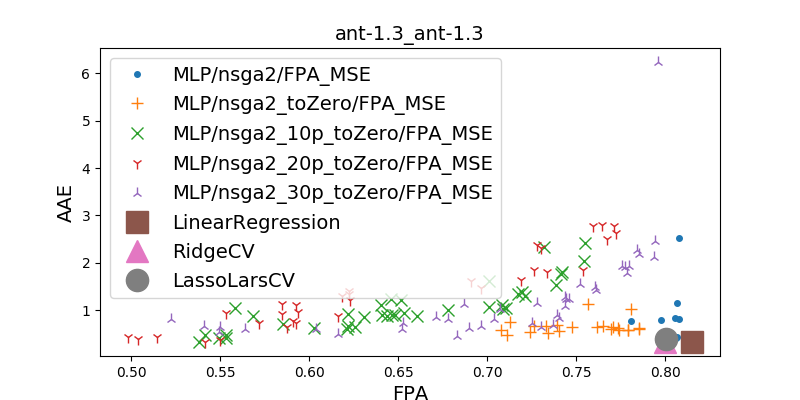 ant-1.3_ant-1.3
AAE
6
5
4
3
2
1
MLP/nsga2/FPA_MSE
MLP/nsga2_toZero/FPA_MSE
MLP/nsga2_10p_toZero/FPA_MSE
MLP/nsga2_20p_toZero/FPA_MSE
MLP/nsga2_30p_toZero/FPA_MSE
LinearRegression
RidgeCV
LassoLarsCV
0.50 0.55 0.60 0.65 0.70 0.75 0.80
FPA